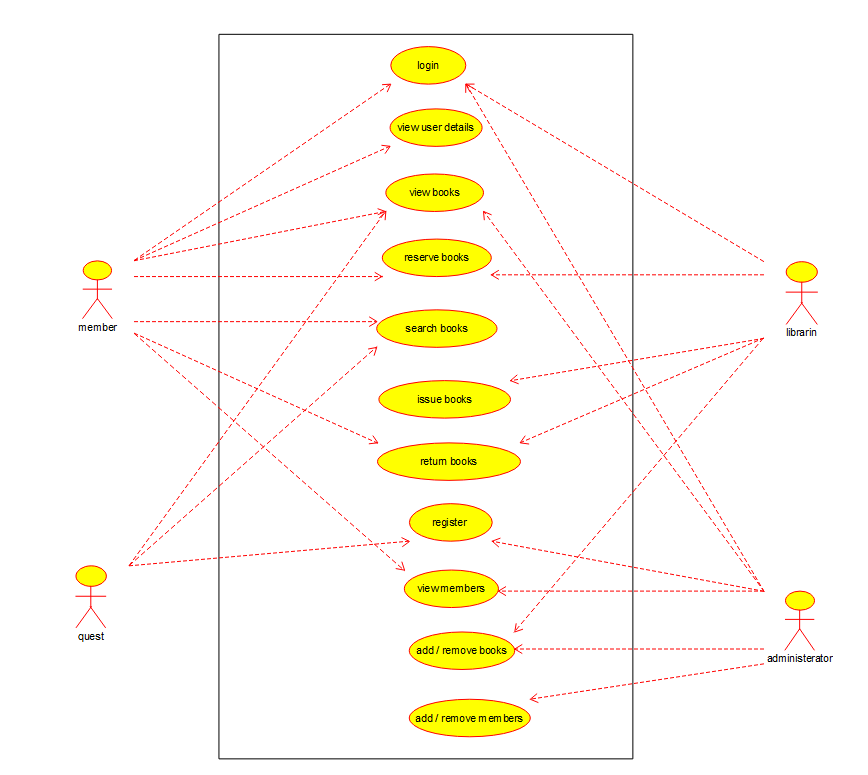 login
view user details
view books
reserve books
search books
issue books
return books
register
view members
add / remove books
add / remove members
member
quest
librarin
administerator